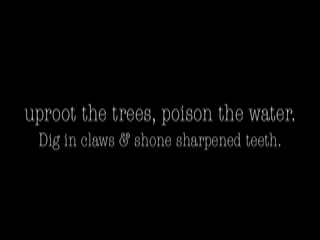 uproot the trees, poison the water.
Dig in claws & shone sharpened teeth.